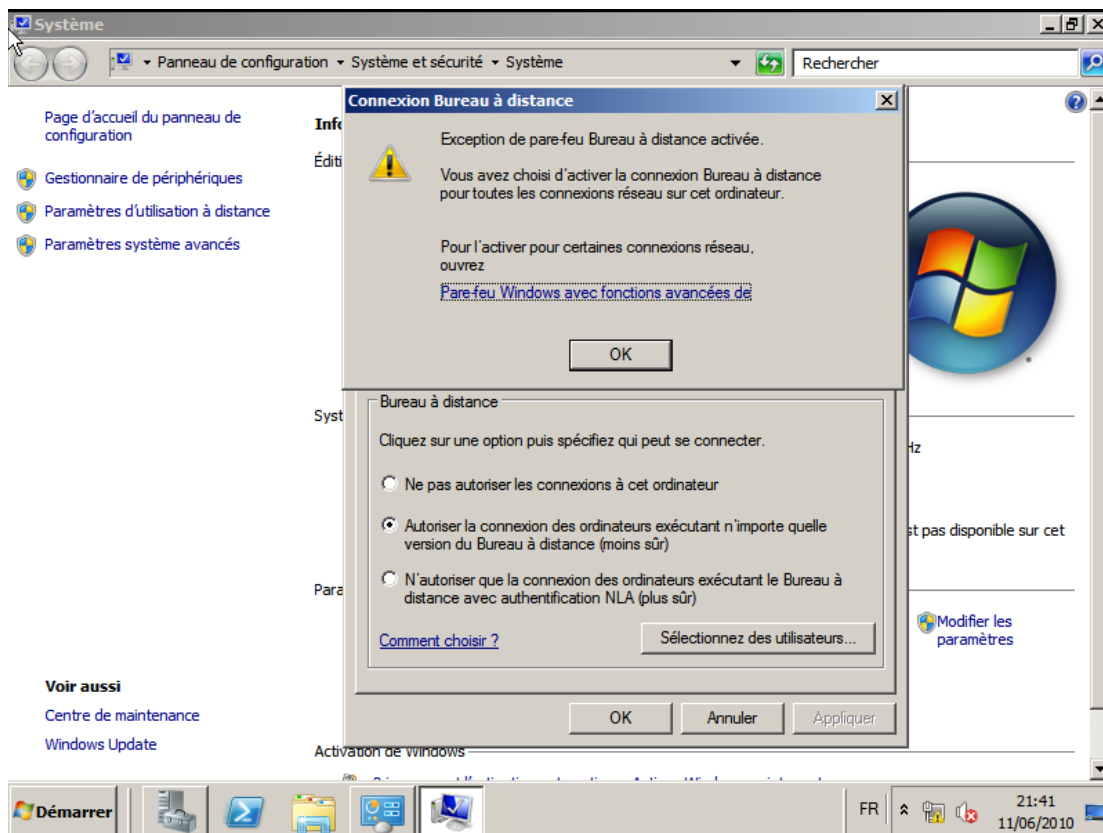 Système
Panneau de configuration Système et sécurité Système
Rechercher
Page d'accueil du panneau de
configuration
Gestionnaire de périphériques
Paramètres d'utilisation à distance
Paramètres système avancés
Voir aussi
Centre de maintenance
Windows Update
Info
Éditi
Syst
Para
Activation de Windows
Hz
st pas disponible sur cet
Modifier les
paramètres
Connexion Bureau à distance
Exception de pare-feu Bureau à distance activée.
Vous avez choisi d'activer la connexion Bureau à distance
pour toutes les connexions réseau sur cet ordinateur.
Pour l'activer pour certaines connexions réseau,
ouvrez
Pare-feu Windows avec fonctions avancées de
OK
Bureau à distance
Cliquez sur une option puis spécifiez qui peut se connecter.
Ne pas autoriser les connexions à cet ordinateur
Autoriser la connexion des ordinateurs exécutant n'importe quelle
version du Bureau à distance (moins sûr)
N'autoriser que la connexion des ordinateurs exécutant le Bureau à
distance avec authentification NLA (plus sûr)
Comment choisir ?
Sélectionnez des utilisateurs...
OK
Annuler
Appliquer
Démarrer
FR
21:41
11/06/2010